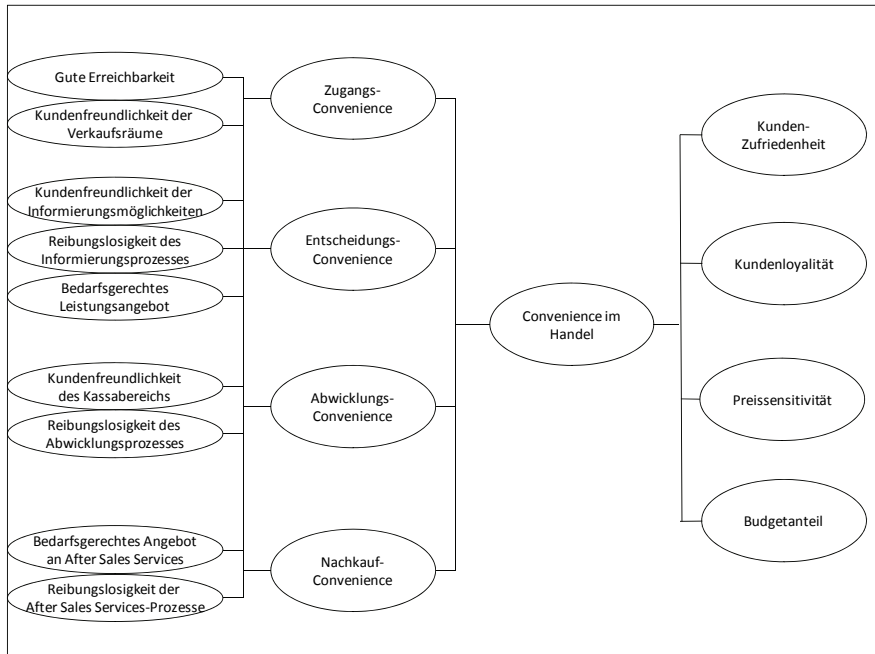 Gute Erreichbarkeit
Kundenfreundlichkeit der
Verkaufsräume
Kundenfreundlichkeit der
Informierungsmöglichkeiten
Reibungslosigkeit des
Informierungsprozesses
Bedarfsgerechtes
Leistungsangebot
Kundenfreundlichkeit
des Kassabereichs
Reibungslosigkeit des
Abwicklungsprozesses
Bedarfsgerechtes Angebot
an After Sales Services
Reibungslosigkeit der
After Sales Services-Prozesse
Zugangs-
Convenience
Entscheidungs-
Convenience
Abwicklungs-
Convenience
Nachkauf-
Convenience
Convenience im
Handel
Kunden-
Zufriedenheit
Kundenloyalität
Preissensitivität
Budgetanteil